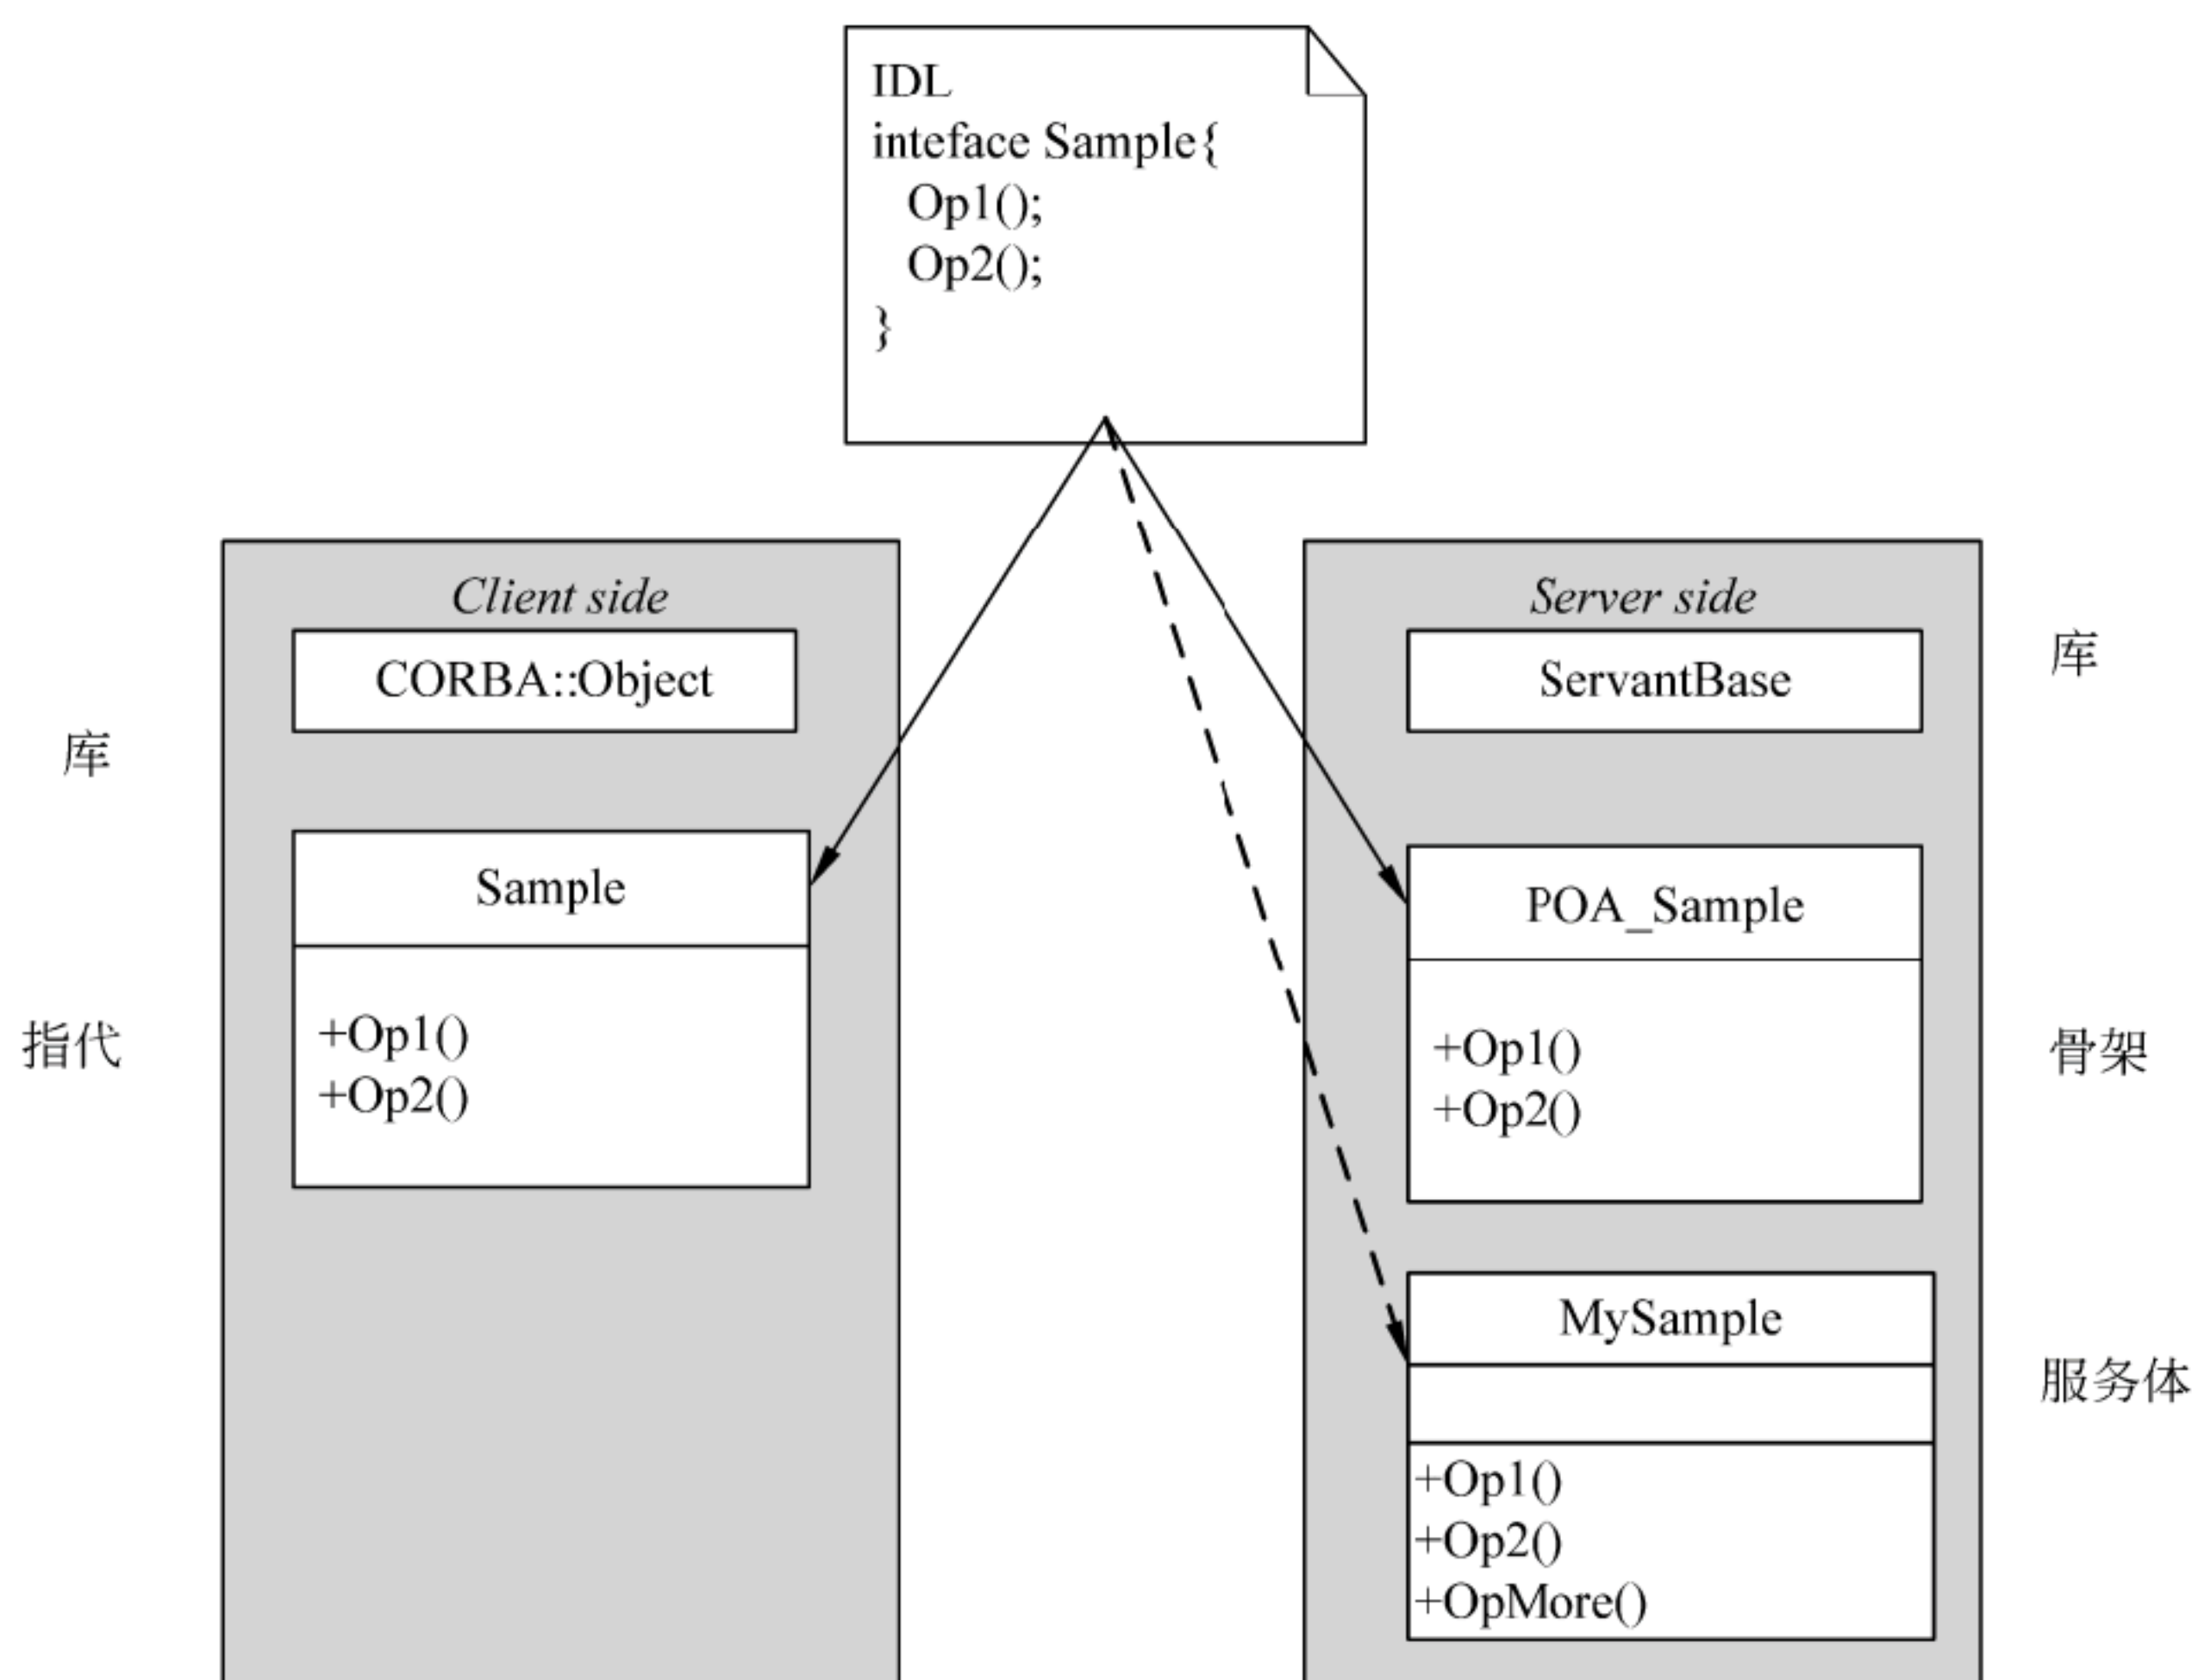 IDL
inteface Sample{
Op1();
Op2();
}
Client side
CORBA::Object
库
Sample
指代
+Op1()
+Op2()
Server side
库
ServantBase
POA_Sample
骨架
+Op1()
+Op2()
MySample
服务体
+Op1()
+Op2()
+OpMore()